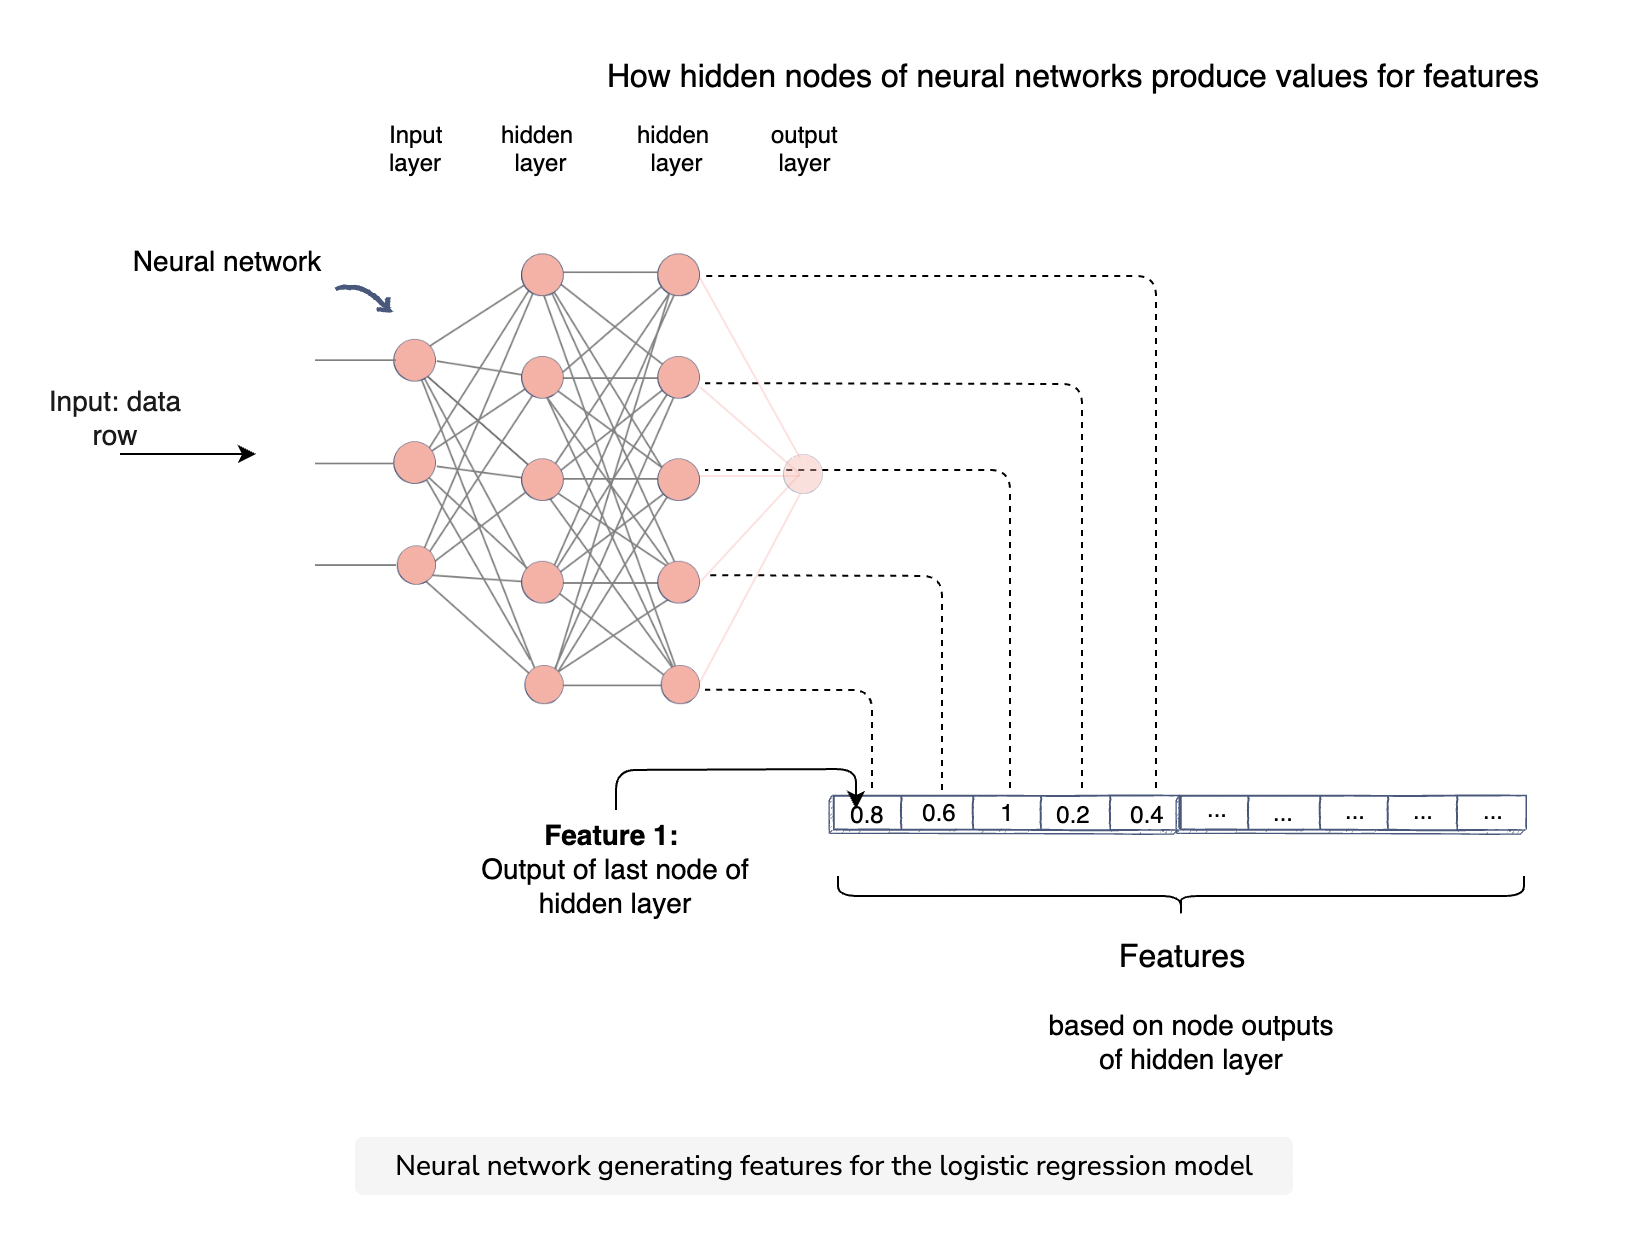 How hidden nodes of neural networks produce values for features
Input
layer
hidden
layer
hidden
layer
output
layer
Neural network
Input: data
row
0.8 0.6 1 0.2 0.4 ... ... ... ... ...
Feature 1:
Output of last node of
hidden layer
Features
based on node outputs
of hidden layer
Neural network generating features for the logistic regression model